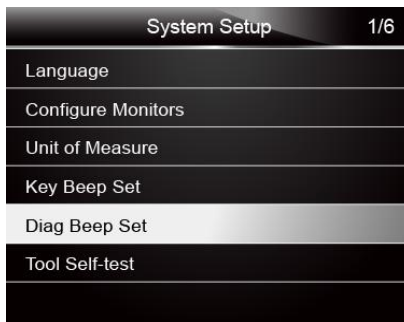 System Setup 1/6
Language
Configure Monitors
Unit of Measure
Key Beep Set
Diag Beep Set
Tool Self-test